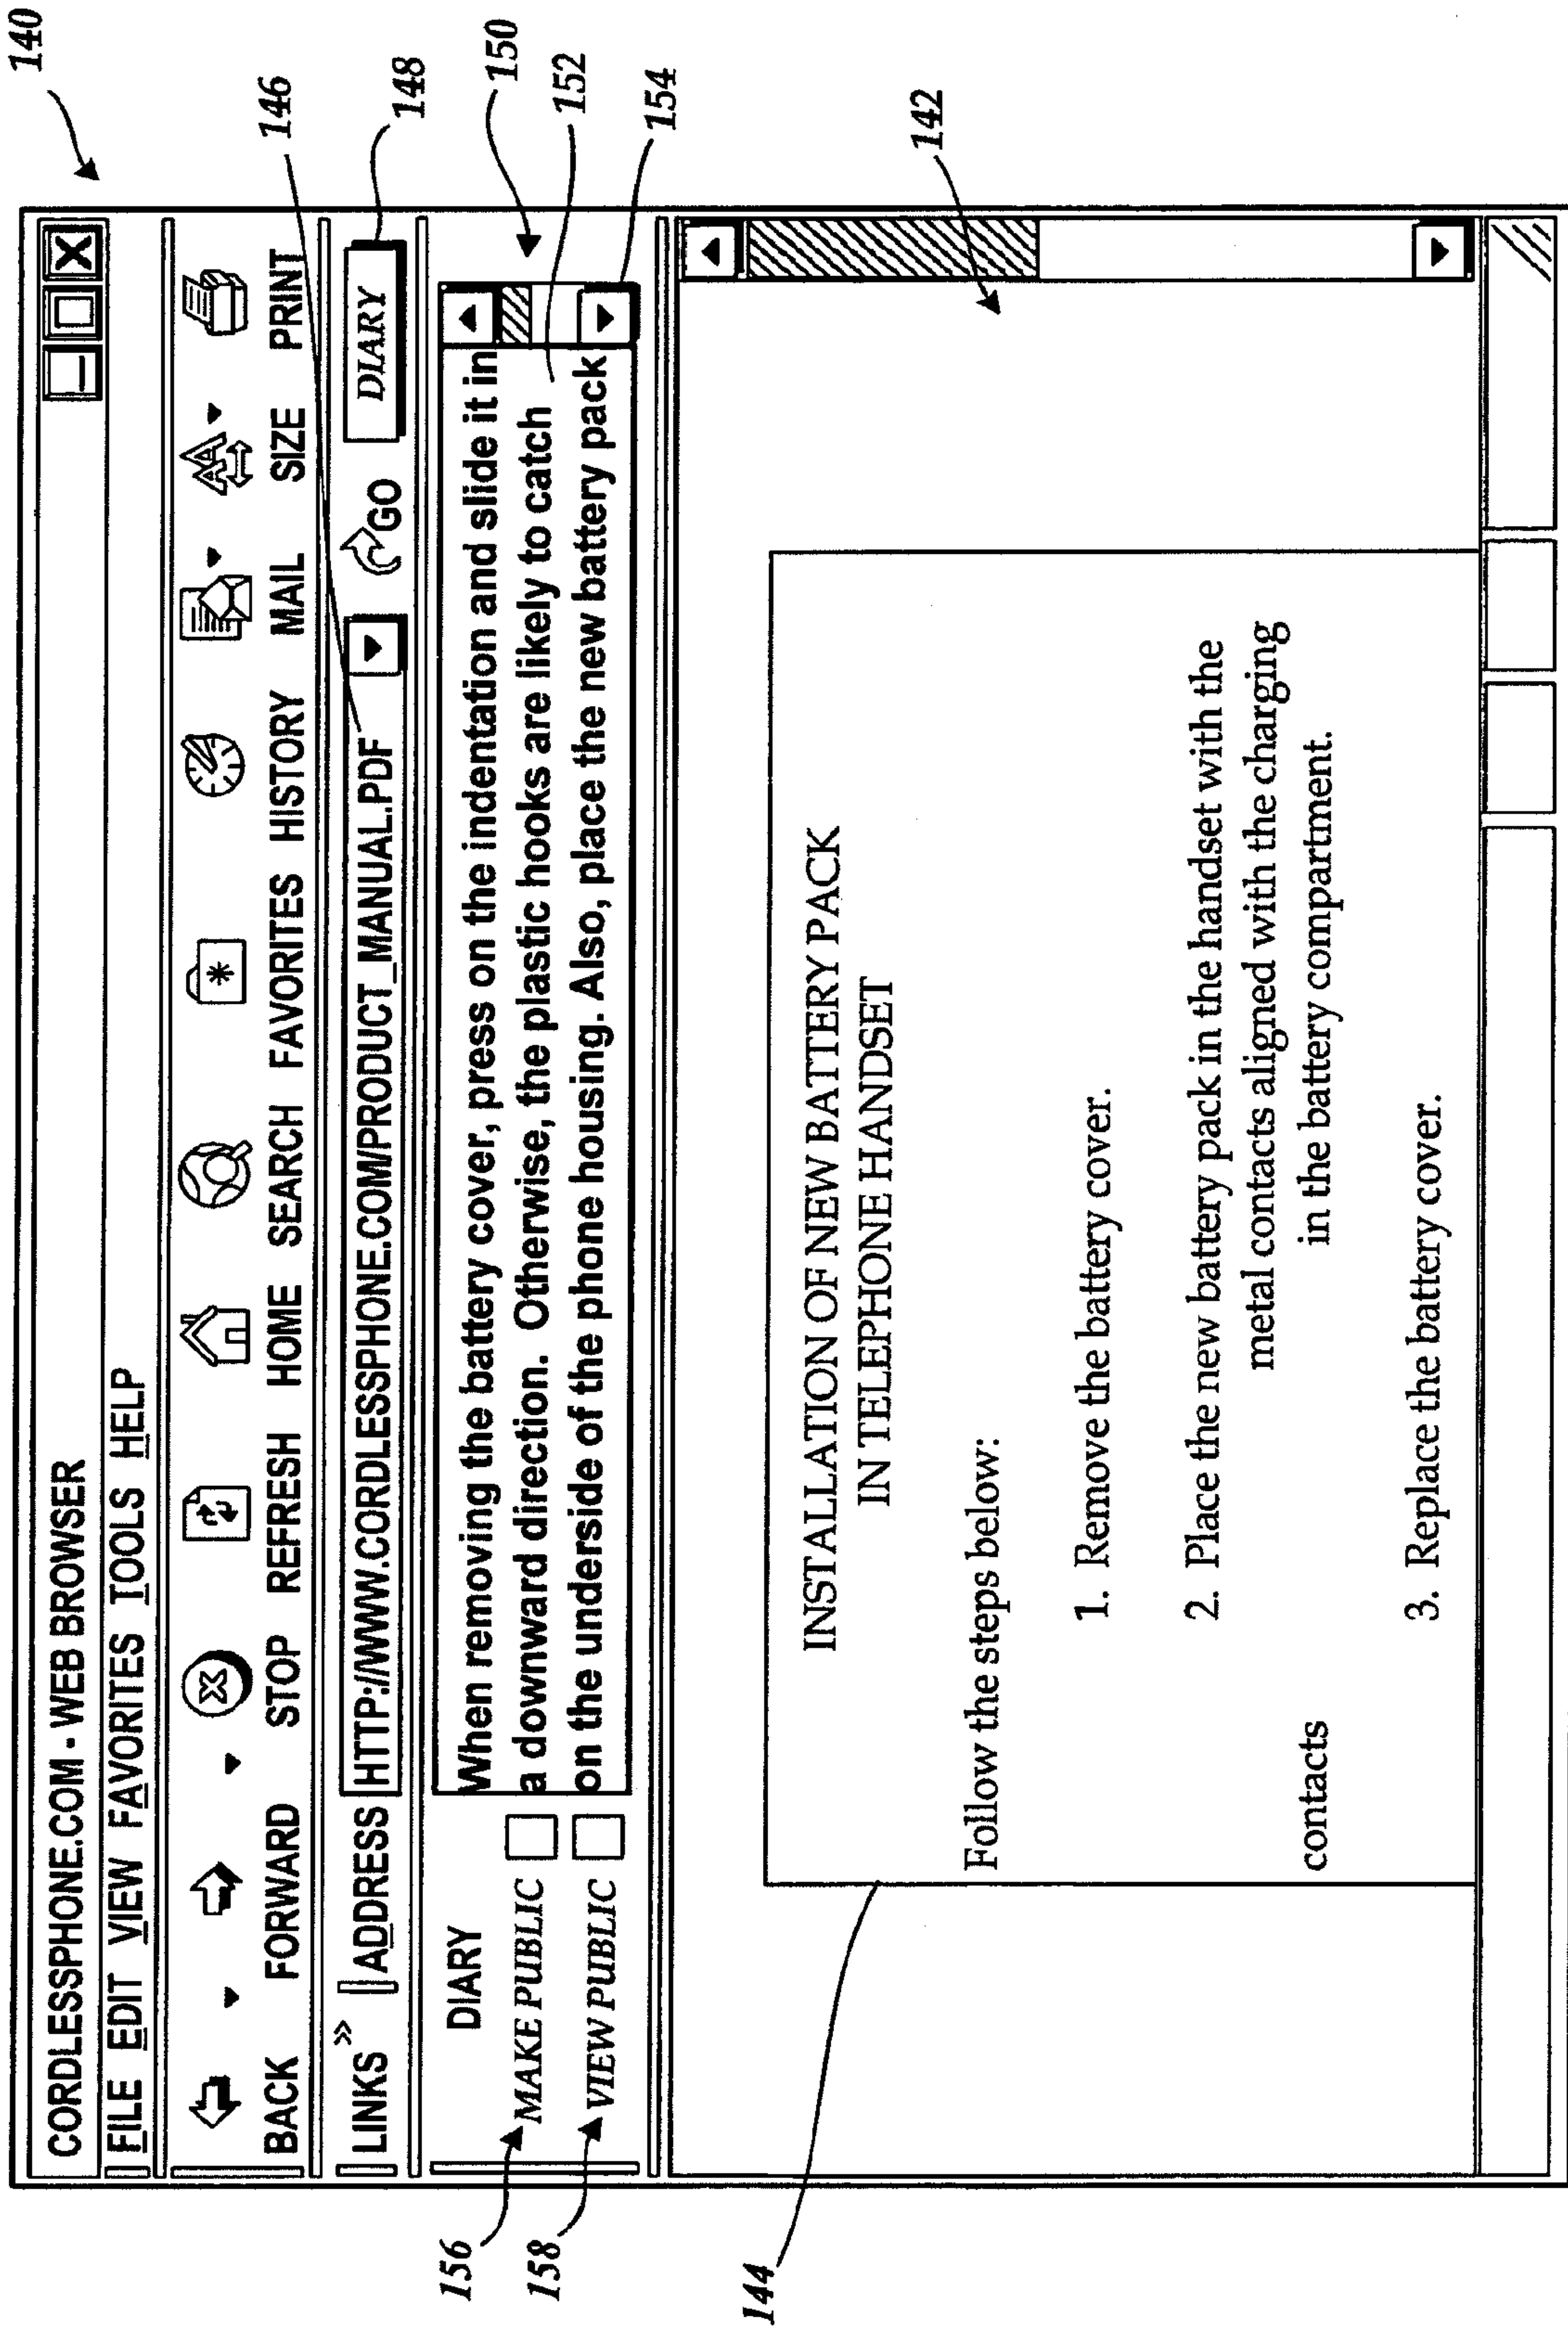 140
CORDLESSPHONE.COM - WEB BROWSER
FILE EDIT VIEW FAVORITES TOOLS HELP
BACK FORWARD STOP REFRESH HOME SEARCH FAVORITES HISTORY MAIL SIZE PRINT
146
LINKS » ADDRESS HTTP://WWW.CORDLESSPHONE.COM/PRODUCT_MANUAL.PDF GO DIARY
148
DIARY
150
156 MAKE PUBLIC
158 VIEW PUBLIC
When removing the battery cover, press on the indentation and slide it in
a downward direction. Otherwise, the plastic hooks are likely to catch
on the underside of the phone housing. Also, place the new battery pack
152
154
144
142
INSTALLATION OF NEW BATTERY PACK
IN TELEPHONE HANDSET
Follow the steps below:
1. Remove the battery cover.
2. Place the new battery pack in the handset with the
metal contacts aligned with the charging
contacts in the battery compartment.
3. Replace the battery cover.